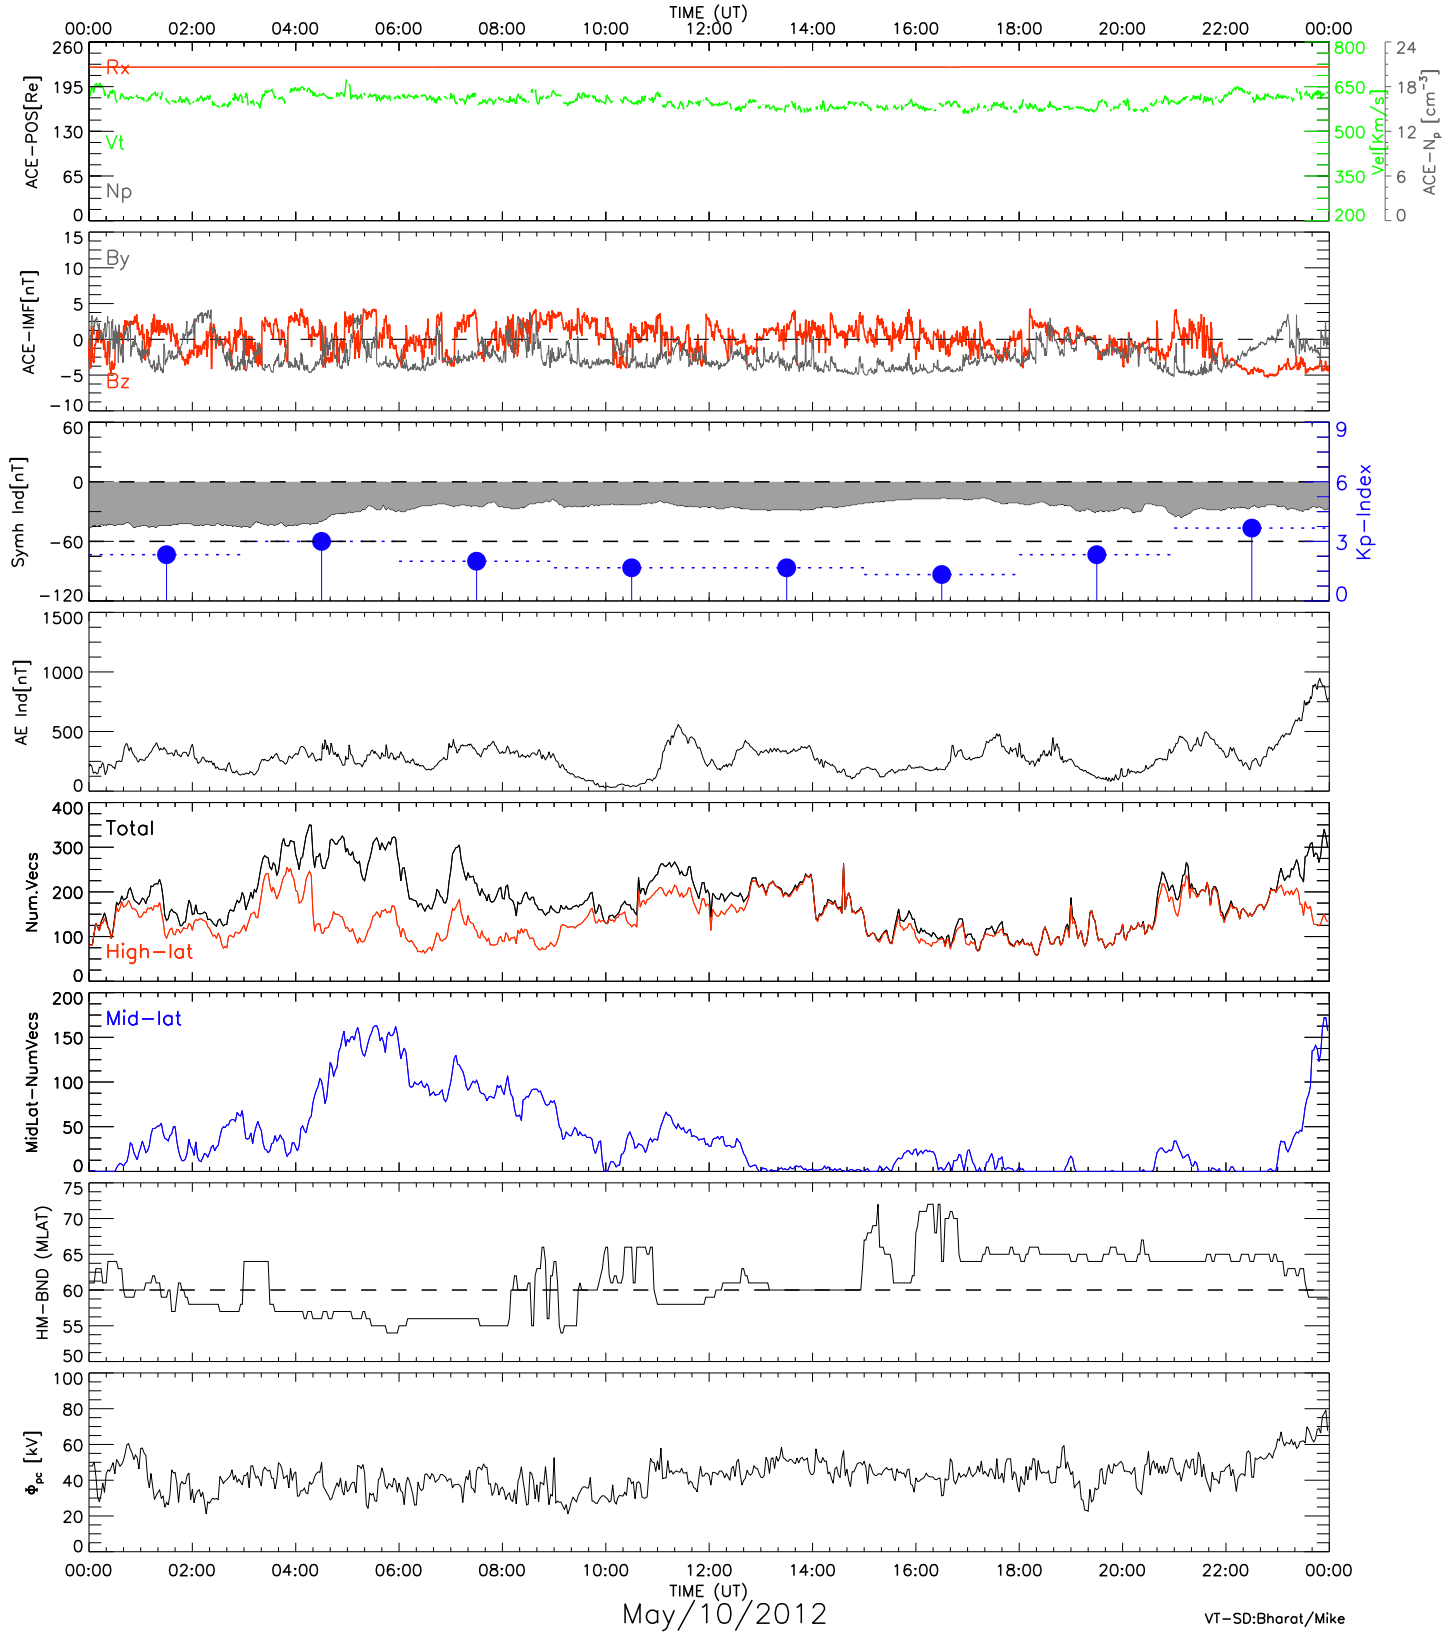 TIME (UT)
00:00 02:00 04:00 06:00 08:00 10:00 12:00 14:00 16:00 18:00 20:00 22:00 00:00
ACE-POS[Re]
260
195
130
65
0
Rx
Vt
Np
800
650
500
350
200
Vel[Km/s]
24
18
12
6
0
ACE-Np [cm-3]
ACE-IMF[nT]
15
10
5
0
-5
-10
By
Bz
Symh Ind[nT]
60
0
-60
-120
9
6
3
0
Kp-Index
AE Ind[nT]
1500
1000
500
0
Num.Vecs
400
300
200
100
0
Total
High-lat
MidLat-NumVecs
200
150
100
50
0
Mid-lat
HM-BND (MLAT)
75
70
65
60
55
50
Φpc [kV]
100
80
60
40
20
0
00:00 02:00 04:00 06:00 08:00 10:00 12:00 14:00 16:00 18:00 20:00 22:00 00:00
TIME (UT)
May/10/2012
VT-SD:Bharat/Mike